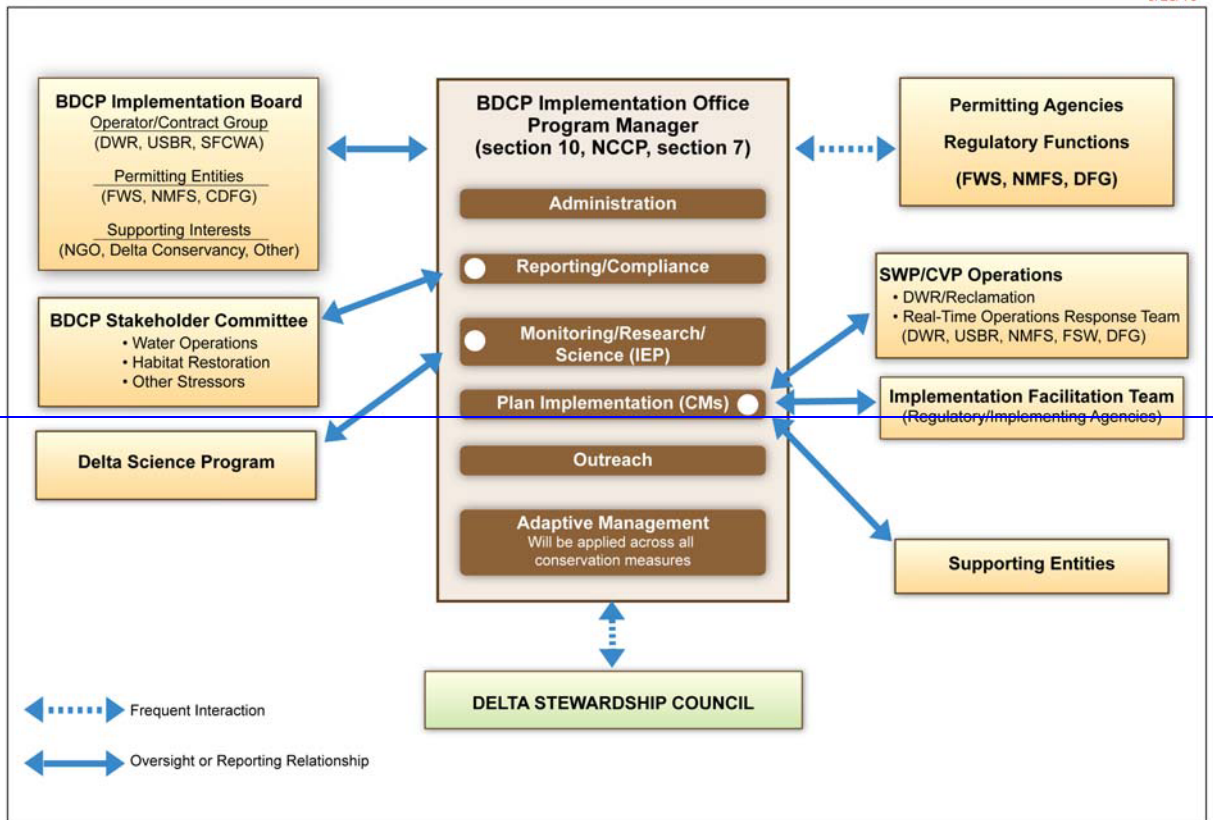 BDCP Implementation Board
Operator/Contract Group
(DWR, USBR, SFCWA)
Permitting Entities
(FWS, NMFS, CDFG)
Supporting Interests
(NGO, Delta Conservancy, Other)
BDCP Stakeholder Committee
• Water Operations
• Habitat Restoration
• Other Stressors
Delta Science Program
BDCP Implementation Office
Program Manager
(section 10, NCCP, section 7)
Administration
Reporting/Compliance
Monitoring/Research/
Science (IEP)
Plan Implementation (CMs)
Outreach
Adaptive Management
Will be applied across all
conservation measures
Permitting Agencies
Regulatory Functions
(FWS, NMFS, DFG)
SWP/CVP Operations
• DWR/Reclamation
• Real-Time Operations Response Team
(DWR, USBR, NMFS, FSW, DFG)
Implementation Facilitation Team
(Regulatory/Implementing Agencies)
Supporting Entities
DELTA STEWARDSHIP COUNCIL
Frequent Interaction
Oversight or Reporting Relationship